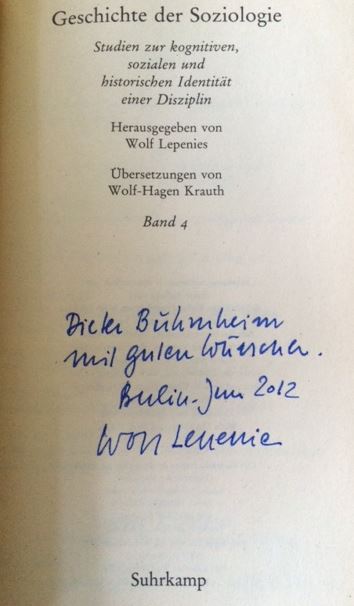 Geschichte der Soziologie
Studien zur kognitiven,
sozialen und
historischen Identität
einer Disziplin
Herausgegeben von
Wolf Lepenies
Übersetzungen von
Wolf-Hagen Krauth
Band 4
Dieter
mit guten Wünschen.
Berlin. 2012
Wolf Lepenies
Suhrkamp